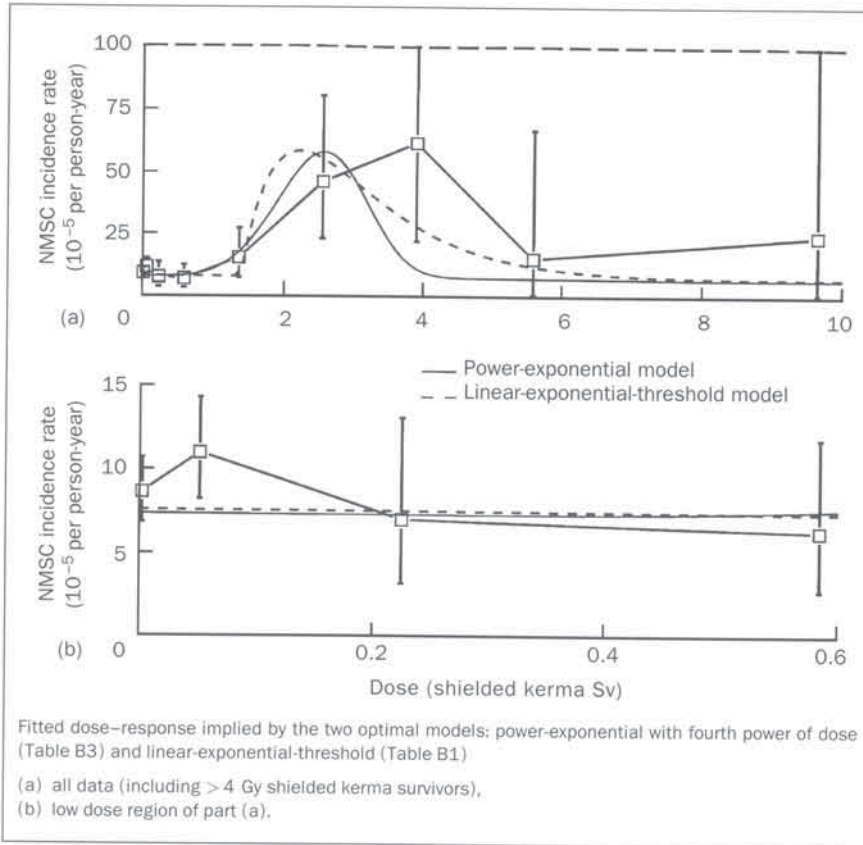 100
75
50
25
NMSC incidence rate
(10⁻⁵ per person-year)
(a) 0 2 4 6 8 10
Power-exponential model
Linear-exponential-threshold model
15
10
5
NMSC incidence rate
(10⁻⁵ per person-year)
(b) 0 0.2 0.4 0.6
Dose (shielded kerma Sv)
Fitted dose–response implied by the two optimal models: power-exponential with fourth power of dose
(Table B3) and linear-exponential-threshold (Table B1)
(a) all data (including > 4 Gy shielded kerma survivors),
(b) low dose region of part (a).